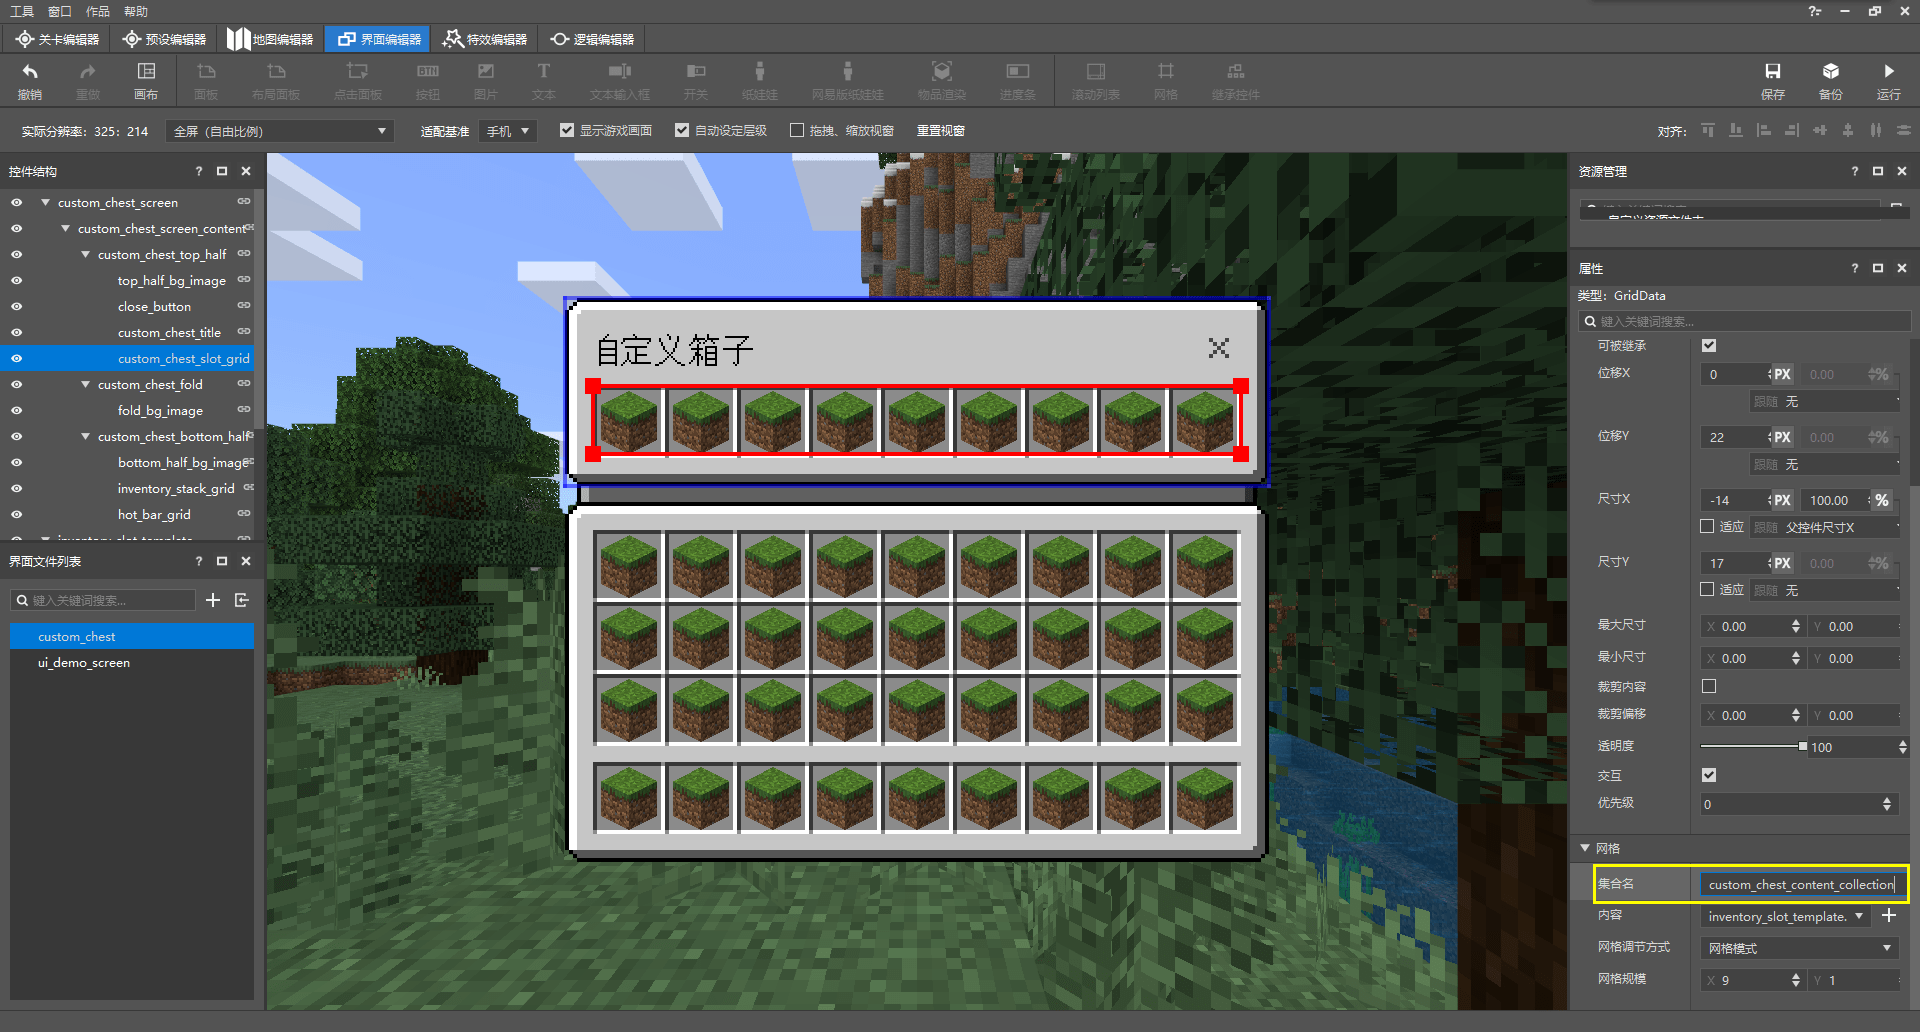 工具 窗口 作品 帮助
关卡编辑器 预设编辑器 地图编辑器 界面编辑器 特效编辑器 逻辑编辑器
撤销 重做 画布 面板 布局面板 点击面板 按钮 图片 文本 文本输入框 开关 纸娃娃 网易版纸娃娃 物品渲染 进度条 滚动列表 网格 继承控件 保存 备份 运行
实际分辨率：325：214 全屏（自由比例） 适配基准 手机 显示游戏画面 自动设定层级 拖拽、缩放视窗 重置视窗 对齐：
控件结构 ?
custom_chest_screen
custom_chest_screen_content
custom_chest_top_half
top_half_bg_image
close_button
custom_chest_title
custom_chest_slot_grid
custom_chest_fold
fold_bg_image
custom_chest_bottom_half
bottom_half_bg_image
inventory_stack_grid
hot_bar_grid
界面文件列表 ?
键入关键词搜索...
custom_chest
ui_demo_screen
自定义箱子
资源管理 ?
属性 ?
类型：GridData
键入关键词搜索...
可被继承
位移X 0 PX 0.00 %
跟随 无
位移Y 22 PX 0.00 %
跟随 无
尺寸X -14 PX 100.00 %
适应 跟随 父控件尺寸X
尺寸Y 17 PX 0.00 %
适应 跟随 无
最大尺寸 X 0.00 Y 0.00
最小尺寸 X 0.00 Y 0.00
裁剪内容
裁剪偏移 X 0.00 Y 0.00
透明度 100
交互
优先级 0
网格
集合名 custom_chest_content_collection
内容 inventory_slot_template.
网格调节方式 网格模式
网格规模 X 9 Y 1